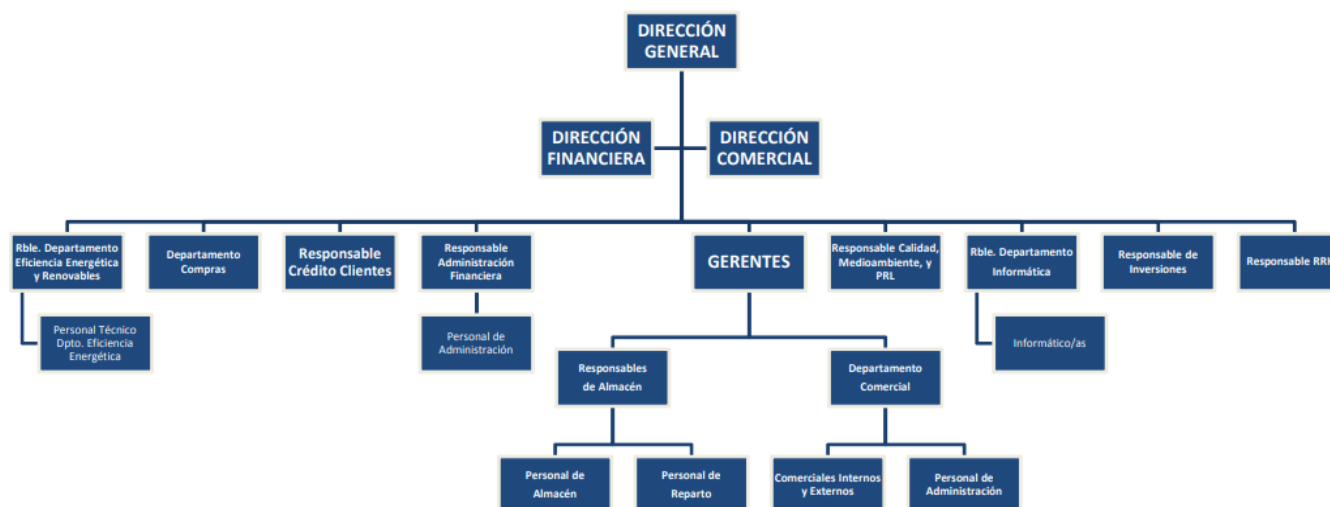 DIRECCIÓN
GENERAL
DIRECCIÓN
FINANCIERA
DIRECCIÓN
COMERCIAL
Rble. Departamento
Eficiencia Energética
y Renovables
Departamento
Compras
Responsable
Crédito Clientes
Responsable
Administración
Financiera
GERENTES
Responsable Calidad,
Medioambiente, y
PRL
Rble. Departamento
Informática
Responsable de
Inversiones
Responsable RRH
Personal Técnico
Dpto. Eficiencia
Energética
Personal de
Administración
Informático/as
Responsables
de Almacén
Departamento
Comercial
Personal de
Almacén
Personal de
Reparto
Comerciales Internos
y Externos
Personal de
Administración